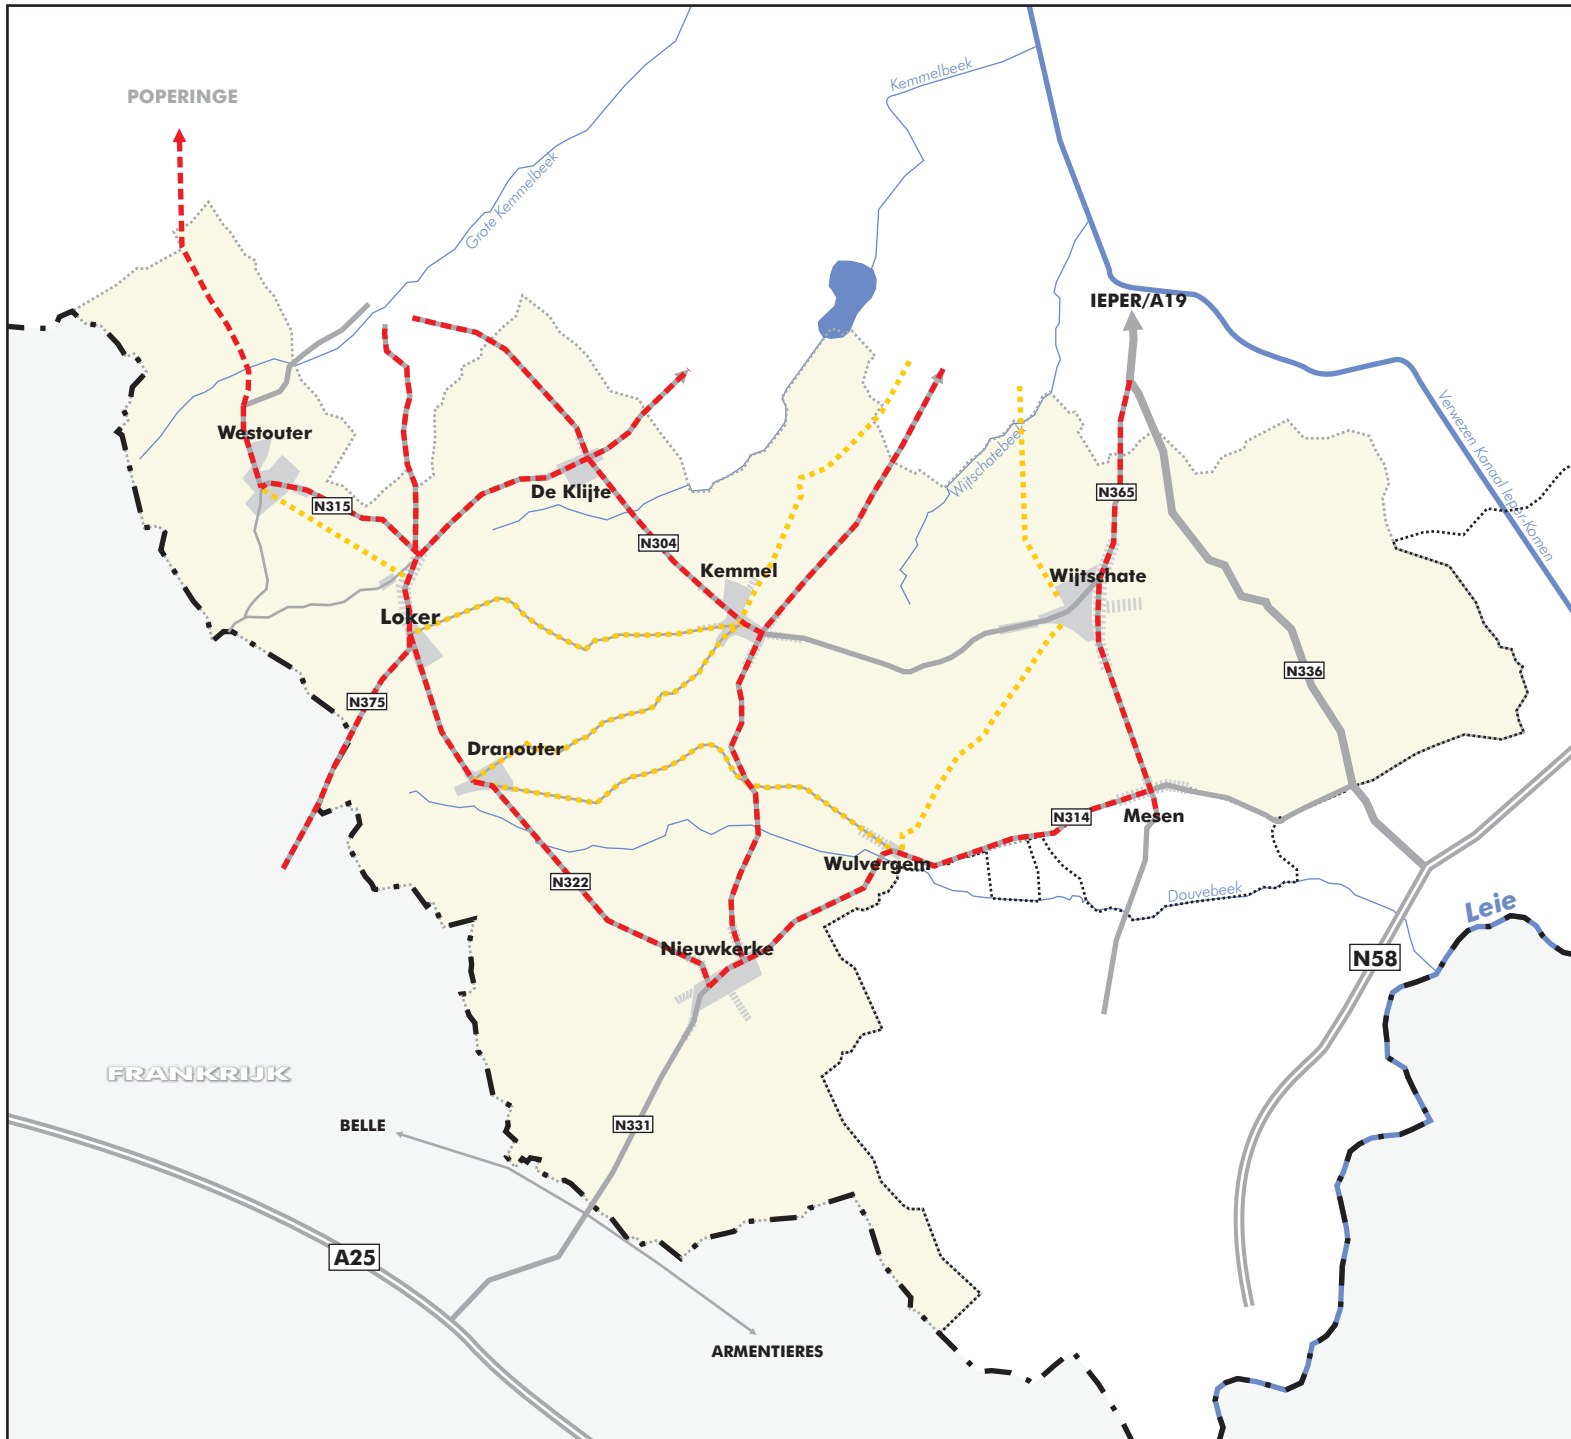 POPERINGE
Kemmelbeek
Grote Kemmelbeek
IEPER/A19
Verwezen Kanaal Ieper-Komen
Westouter
Wijtschatebeek
De Klijte
N315
N365
N304
Kemmel
Wijtschate
Loker
N336
N375
Dranouter
Mesen
N314
Wulvergem
N322
Douvebeek
Leie
Nieuwkerke
N58
FRANKRIJK
BELLE
N331
A25
ARMENTIERES